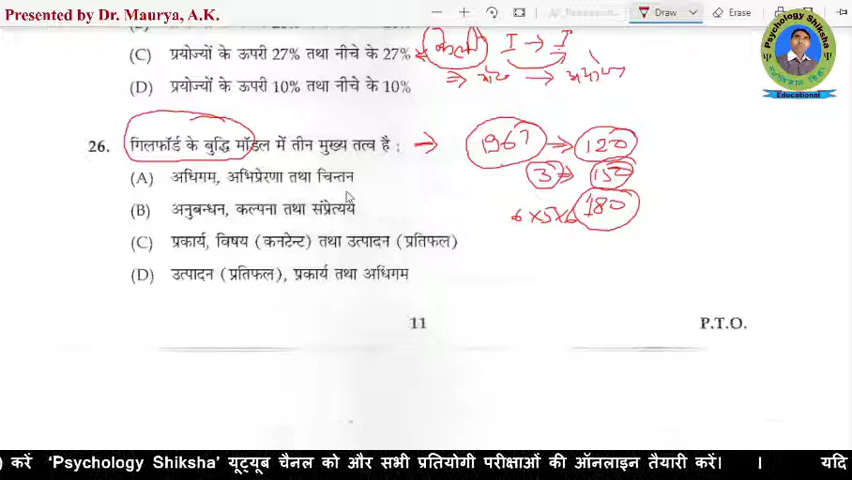 Presented by Dr. Maurya, A.K.
Draw
Erase
Psychology Shiksha
Educational
(C) प्रयोज्यों के ऊपरी 27% तथा नीचे के 27%
I → I
(D) प्रयोज्यों के ऊपरी 10% तथा नीचे के 10%
26. गिलफॉर्ड के बुद्धि मॉडल में तीन मुख्य तत्व है :
1967 → 120
(A) अधिगम, अभिप्रेरणा तथा चिन्तन
3 → 150
(B) अनुबन्धन, कल्पना तथा संप्रेत्यय
6×5×6 180
(C) प्रकार्य, विषय (कनटेन्ट) तथा उत्पादन (प्रतिफल)
(D) उत्पादन (प्रतिफल), प्रकार्य तथा अधिगम
11
P.T.O.
) करें 'Psychology Shiksha' यूट्यूब चैनल को और सभी प्रतियोगी परीक्षाओं की ऑनलाइन तैयारी करें। । यदि